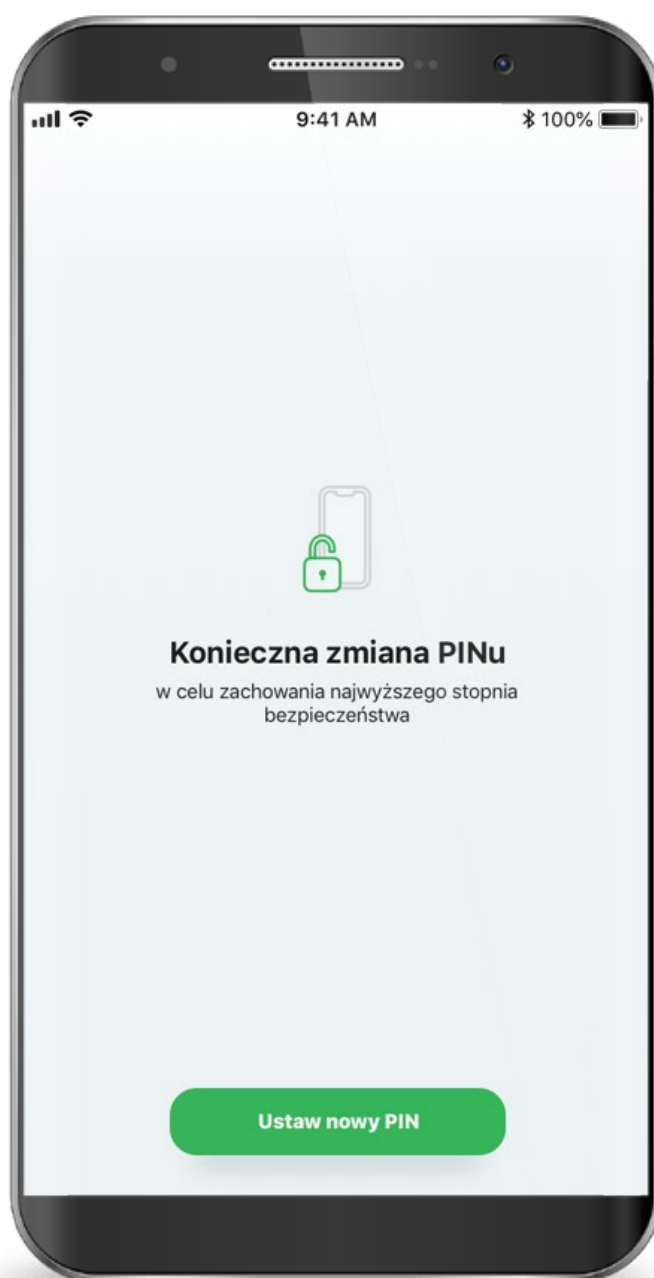 9:41 AM
100%
Konieczna zmiana PINu
w celu zachowania najwyższego stopnia
bezpieczeństwa
Ustaw nowy PIN